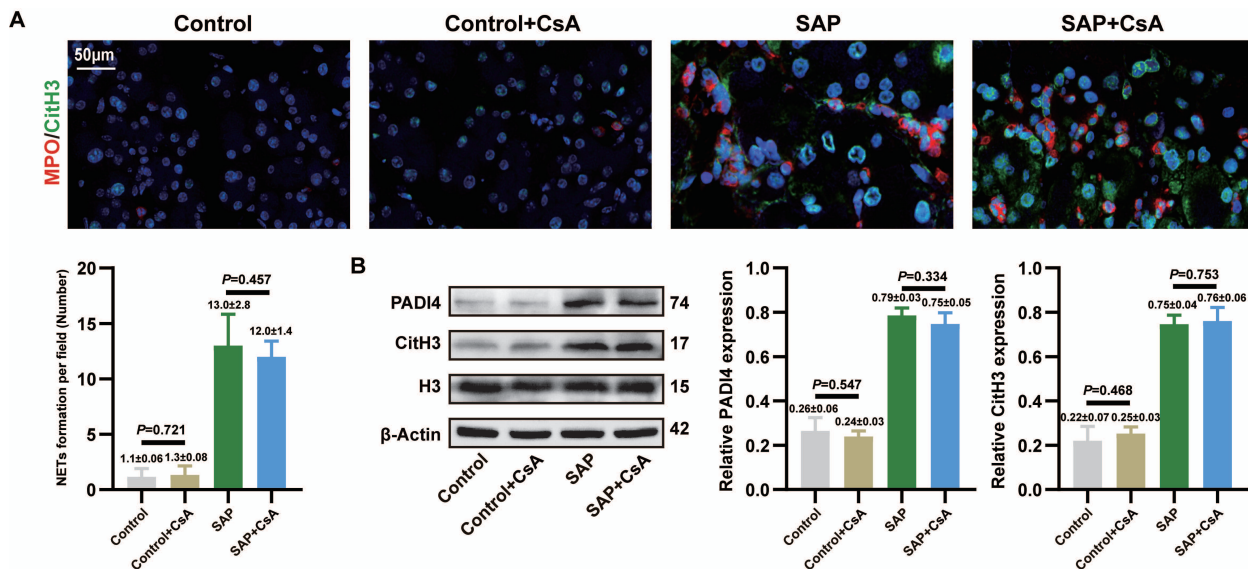 A
Control
Control+CsA
SAP
SAP+CsA
50μm
MPO/CitH3
NETs formation per field (Number)
20
15
10
5
0
P=0.457
13.0±2.8
12.0±1.4
P=0.721
1.1±0.06
1.3±0.08
Control
Control+CsA
SAP
SAP+CsA
B
PADI4
74
CitH3
17
H3
15
β-Actin
42
Control
Control+CsA
SAP
SAP+CsA
Relative PADI4 expression
1.0
0.8
0.6
0.4
0.2
0.0
P=0.334
0.79±0.03
0.75±0.05
P=0.547
0.26±0.06
0.24±0.03
Control
Control+CsA
SAP
SAP+CsA
Relative CitH3 expression
1.0
0.8
0.6
0.4
0.2
0.0
P=0.753
0.75±0.04
0.76±0.06
P=0.468
0.22±0.07
0.25±0.03
Control
Control+CsA
SAP
SAP+CsA